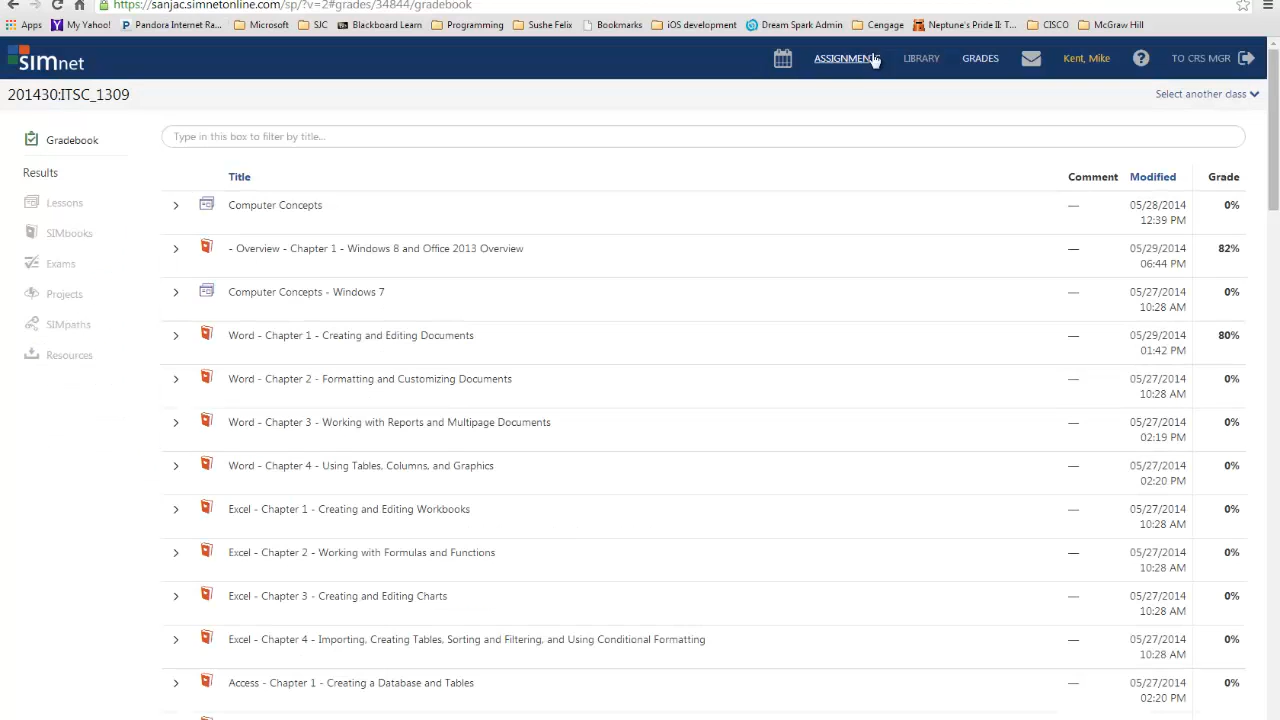 https://sanjac.simnetonline.com/sp/?v=2#grades/34844/gradebook
Apps My Yahoo! Pandora Internet Ra... Microsoft SJC Blackboard Learn Programming Sushe Felix Bookmarks iOS development Dream Spark Admin Cengage Neptune's Pride II: T... CISCO McGraw Hill
SIMnet ASSIGNMENTS LIBRARY GRADES Kent, Mike ? TO CRS MGR
201430:ITSC_1309 Select another class
Gradebook
Results
Lessons
SIMbooks
Exams
Projects
SIMpaths
Resources
Type in this box to filter by title...
Title Comment Modified Grade
Computer Concepts — 05/28/2014 0%
12:39 PM
- Overview - Chapter 1 - Windows 8 and Office 2013 Overview — 05/29/2014 82%
06:44 PM
Computer Concepts - Windows 7 — 05/27/2014 0%
10:28 AM
Word - Chapter 1 - Creating and Editing Documents — 05/29/2014 80%
01:42 PM
Word - Chapter 2 - Formatting and Customizing Documents — 05/27/2014 0%
10:28 AM
Word - Chapter 3 - Working with Reports and Multipage Documents — 05/27/2014 0%
02:19 PM
Word - Chapter 4 - Using Tables, Columns, and Graphics — 05/27/2014 0%
02:20 PM
Excel - Chapter 1 - Creating and Editing Workbooks — 05/27/2014 0%
10:28 AM
Excel - Chapter 2 - Working with Formulas and Functions — 05/27/2014 0%
10:28 AM
Excel - Chapter 3 - Creating and Editing Charts — 05/27/2014 0%
10:28 AM
Excel - Chapter 4 - Importing, Creating Tables, Sorting and Filtering, and Using Conditional Formatting — 05/27/2014 0%
10:28 AM
Access - Chapter 1 - Creating a Database and Tables — 05/27/2014 0%
02:20 PM